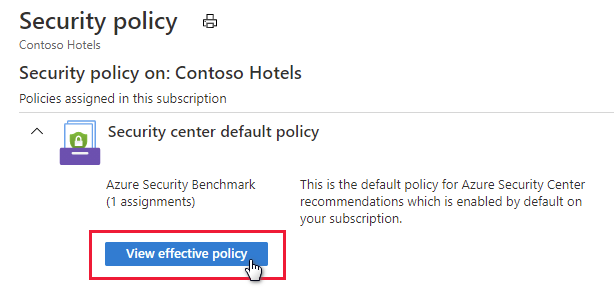 Security policy
Contoso Hotels
Security policy on: Contoso Hotels
Policies assigned in this subscription
Security center default policy
Azure Security Benchmark
(1 assignments)
This is the default policy for Azure Security Center
recommendations which is enabled by default on
your subscription.
View effective policy